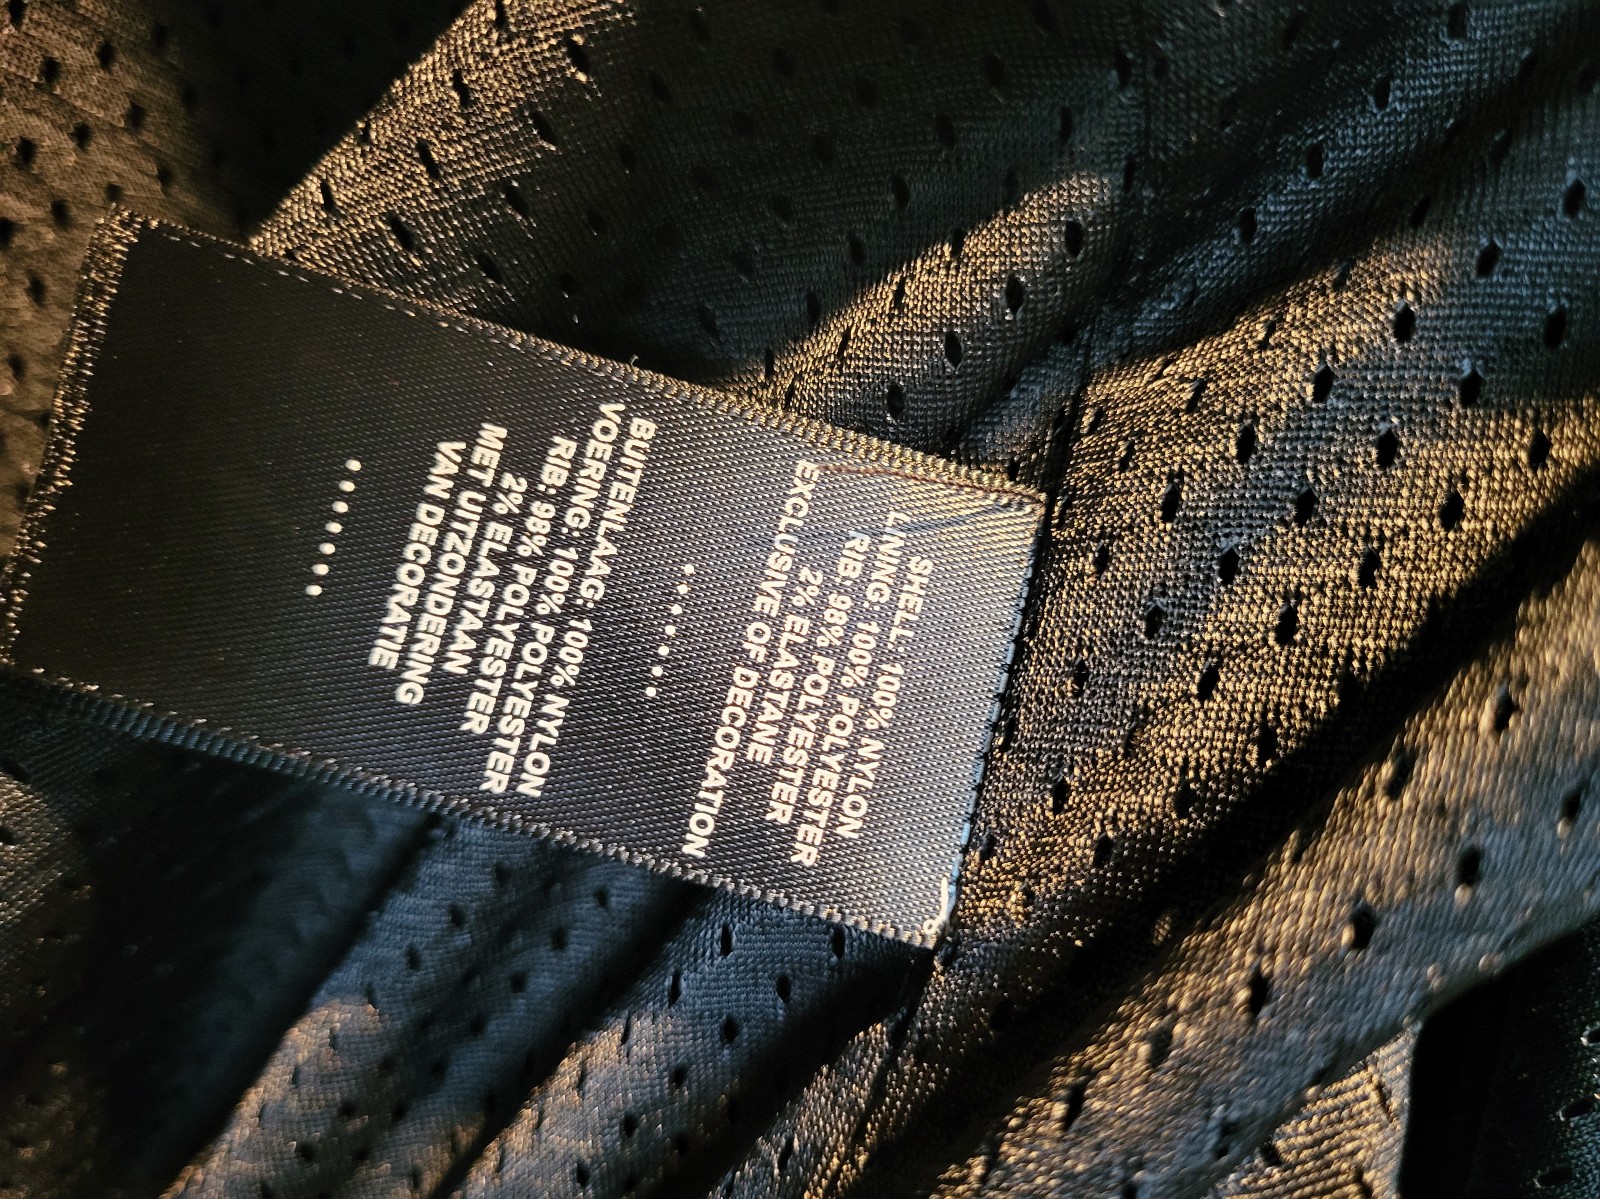 SHELL: 100% NYLON
LINING: 100% POLYESTER
RIB: 98% POLYESTER
2% ELASTANE
EXCLUSIVE OF DECORATION
BUITENLAAG: 100% NYLON
VOERING: 100% POLYESTER
RIB: 98% POLYESTER
2% ELASTAAN
MET UITZONDERING
VAN DECORATIE